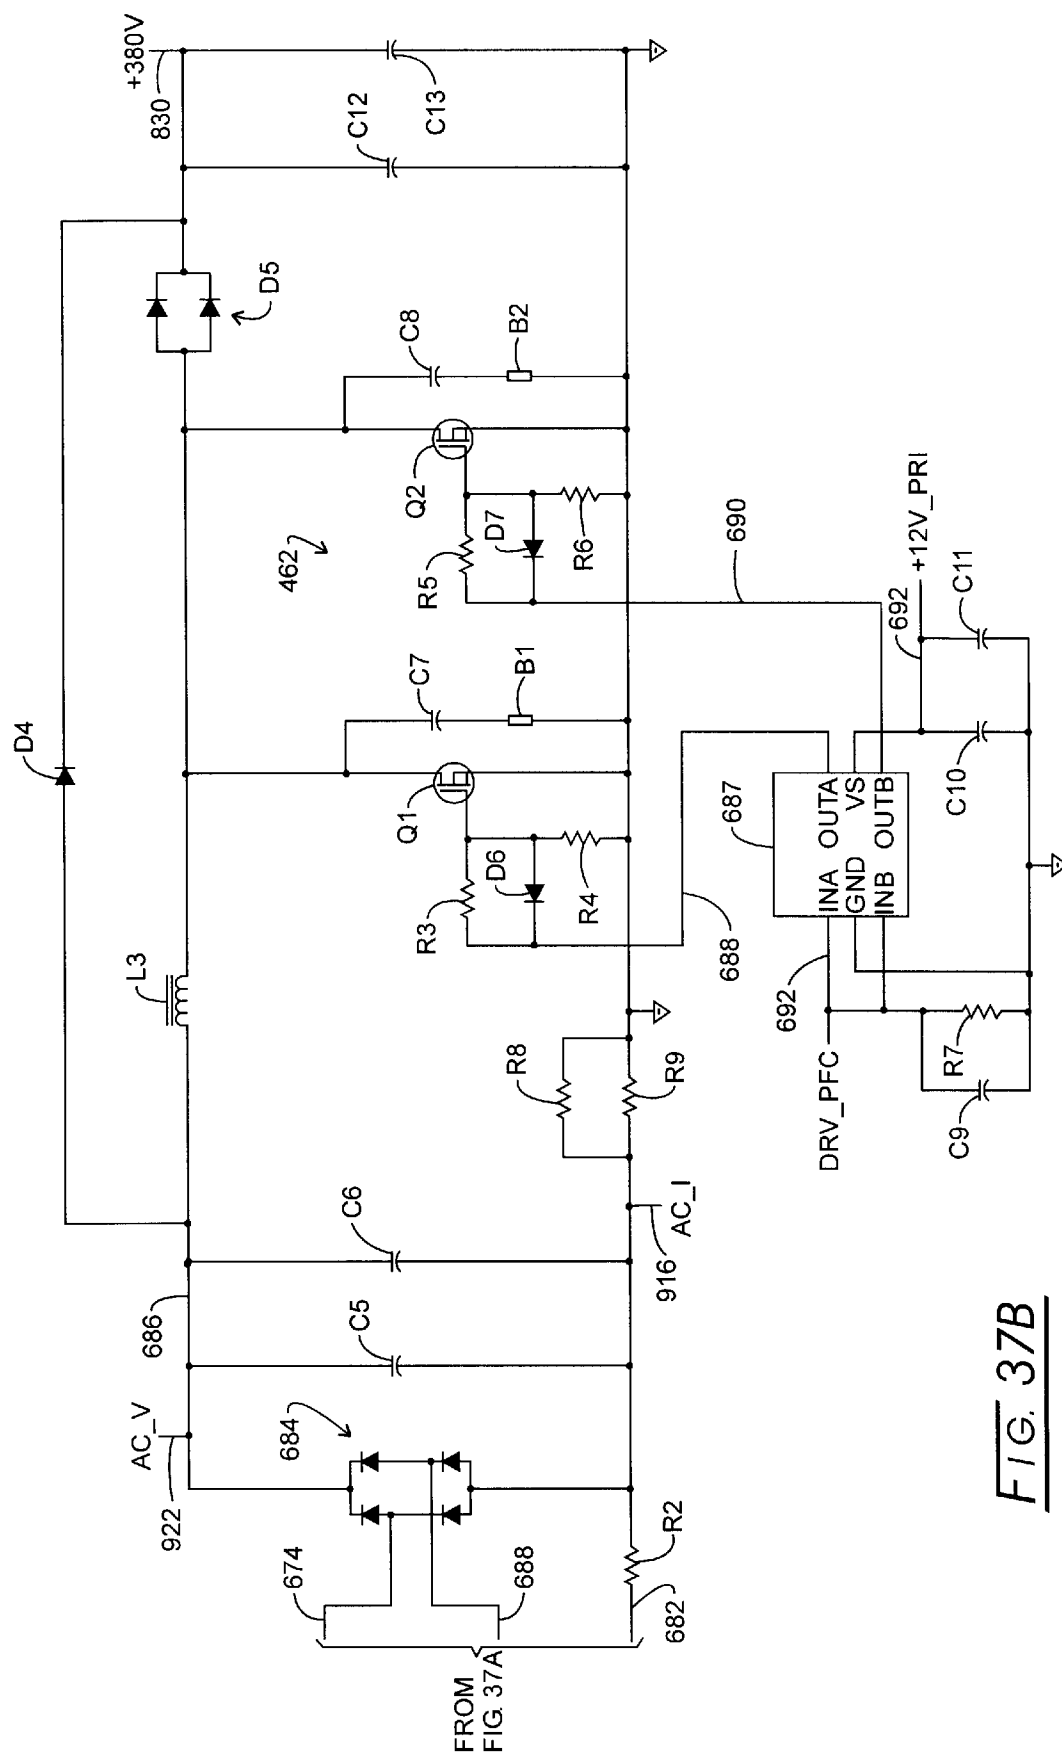 +380V
830
C12
C13
D5
C8
B2
Q2
R5
D7
R6
462
690
+12V_PRI
692
C11
C10
D4
C7
B1
Q1
R3
D6
R4
688
687
INA OUTA
GND VS
INB OUTB
692
DRV_PFC
R7
C9
L3
R8
R9
C6
C5
686
AC_I
916
AC_V
922
684
674
688
R2
682
FROM
FIG. 37A
FIG. 37B